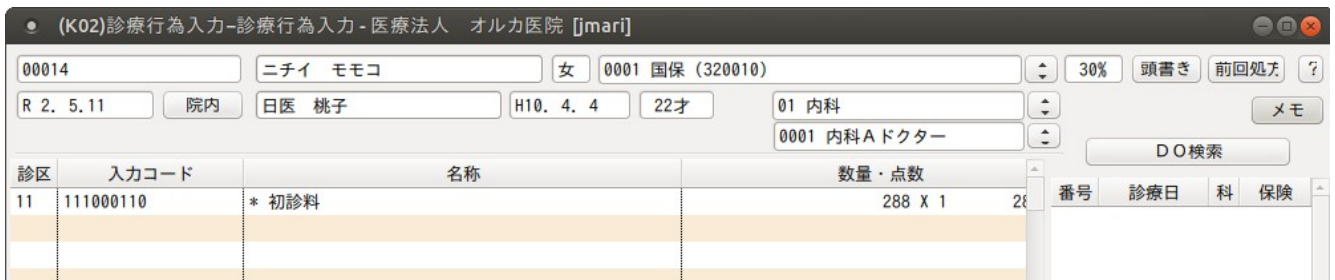 (K02)診療行為入力–診療行為入力 - 医療法人　オルカ医院 [jmari]
00014 ニチイ　モモコ 女 0001 国保 (320010) 30% 頭書き 前回処方 ?
R 2. 5.11 院内 日医　桃子 H10. 4. 4 22才 01 内科 メモ
0001 内科Ａドクター
ＤＯ検索
診区 入力コード 名称 数量・点数
番号 診療日 科 保険
11 111000110 * 初診料 288 X 1 28